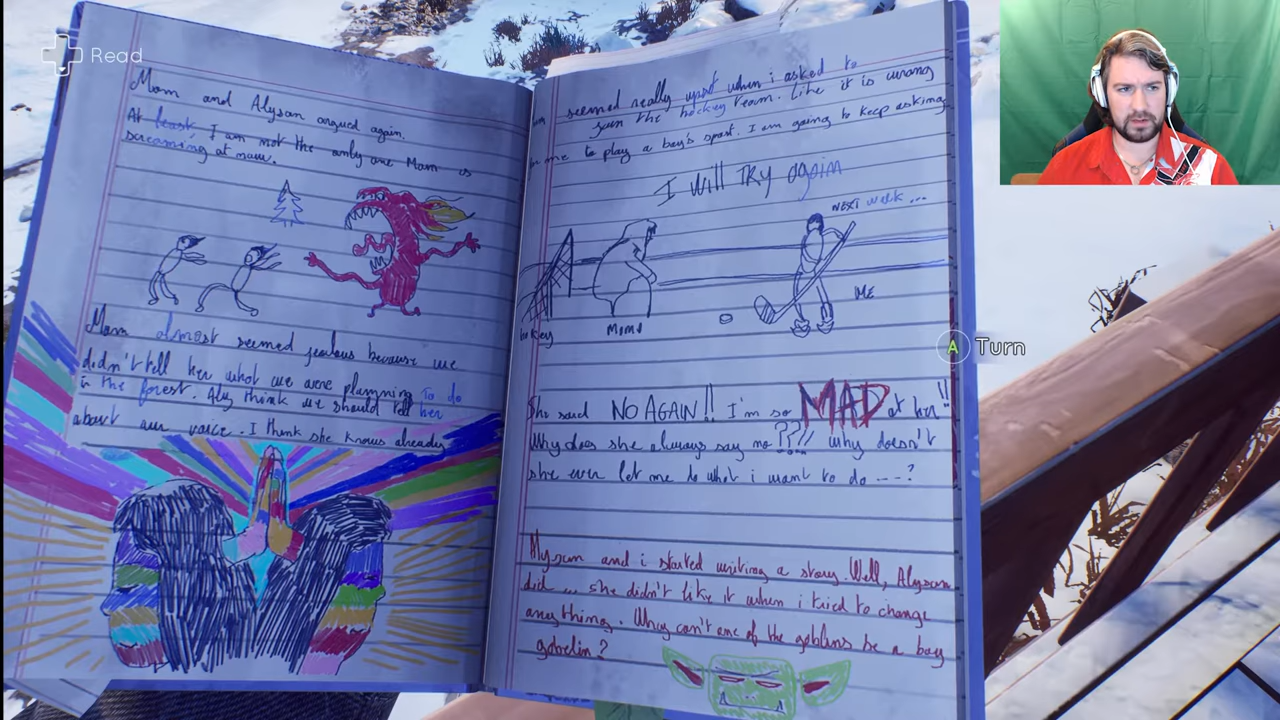 Read
Mom and Alyson argued again.
At least, I am not the only one Mom is
screaming at now.
Mom almost seemed jealous because we
didn't tell her what we were plamming to do
in the forest. Aly think we should tell her
about our voice. I think she knows already
seemed really upset when i asked to
join the hockey team. Like it is wrong
for me to play a boy's sport. I am going to keep asking
I will TRY again
NEXT week ...
ME
MOMO
hockey
She said NO AGAIN!! I'm so MAD at her!!
Why does she always say no??!! why doesn't
she ever let me do what i want to do ---?
Alyson and i started writing a story. Well, Alyson
did ... she didn't like it when i tried to change
anything. Why can't one of the goblins be a boy
gobelin?
A Turn